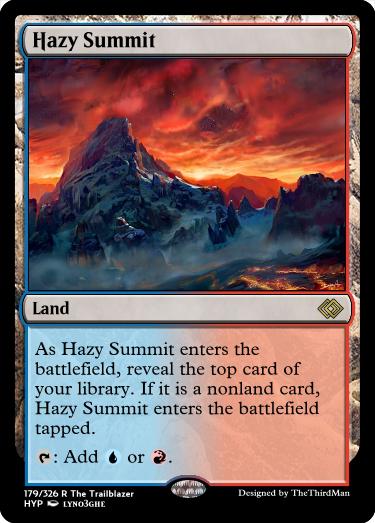 Hazy Summit
Land
As Hazy Summit enters the
battlefield, reveal the top card of
your library. If it is a nonland card,
Hazy Summit enters the battlefield
tapped.
: Add or .
179/326 R The Trailblazer
HYP LYNO3GHE
Designed by TheThirdMan